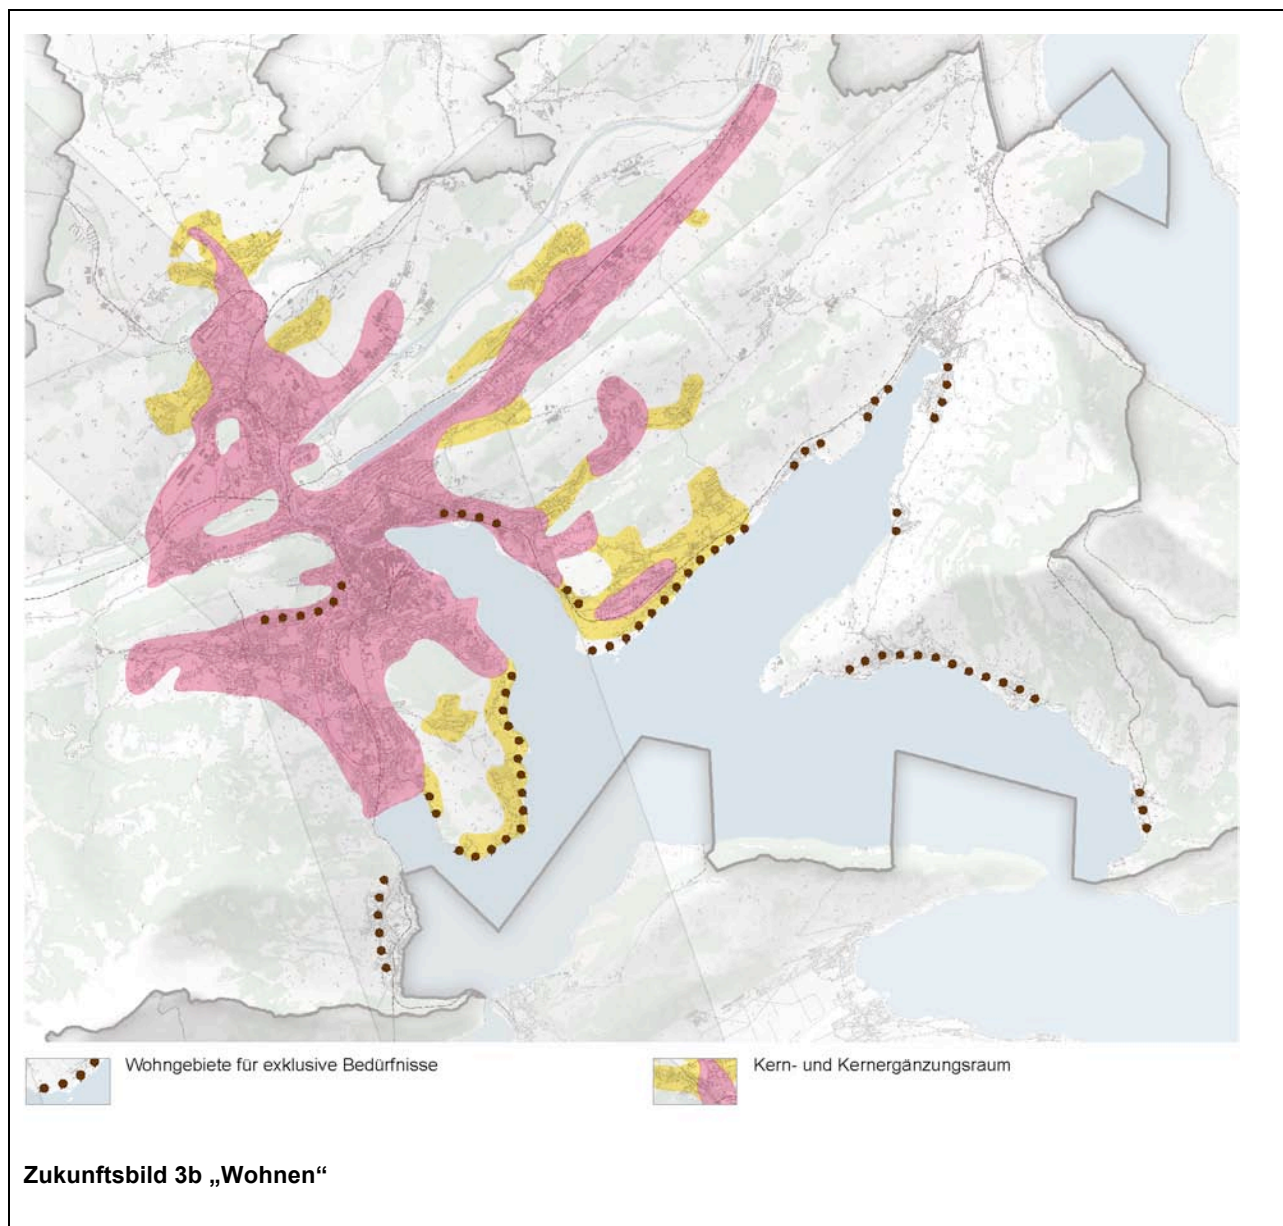 Wohngebiete für exklusive Bedürfnisse
Kern- und Kernergänzungsraum
Zukunftsbild 3b „Wohnen“